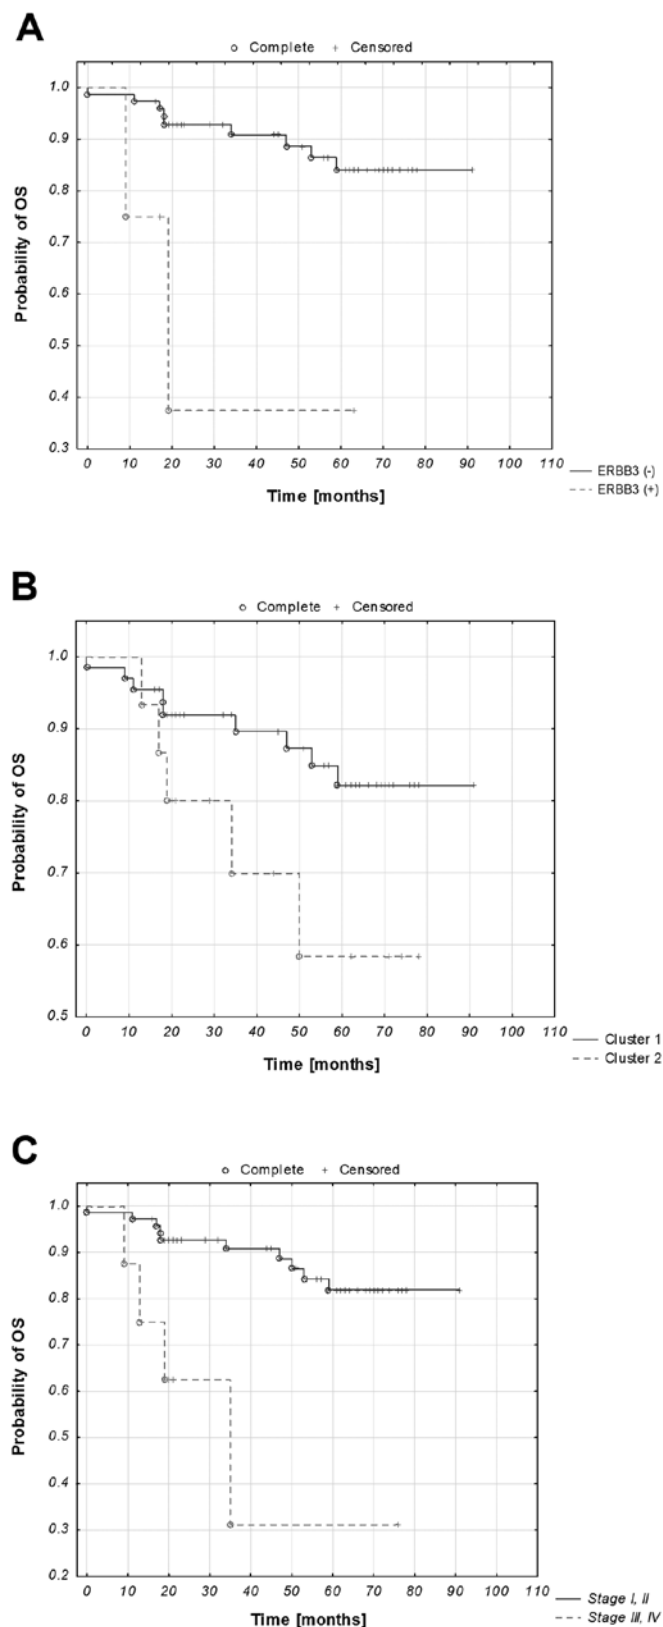 A
Complete Censored
1.0
0.9
0.8
0.7
0.6
0.5
0.4
0.3
Probability of OS
0 10 20 30 40 50 60 70 80 90 100 110
Time [months]
ERBB3 (-)
ERBB3 (+)
B
Complete Censored
1.0
0.9
0.8
0.7
0.6
0.5
Probability of OS
0 10 20 30 40 50 60 70 80 90 100 110
Time [months]
Cluster 1
Cluster 2
C
Complete Censored
1.0
0.9
0.8
0.7
0.6
0.5
0.4
0.3
0.2
Probability of OS
0 10 20 30 40 50 60 70 80 90 100 110
Time [months]
Stage I, II
Stage III, IV